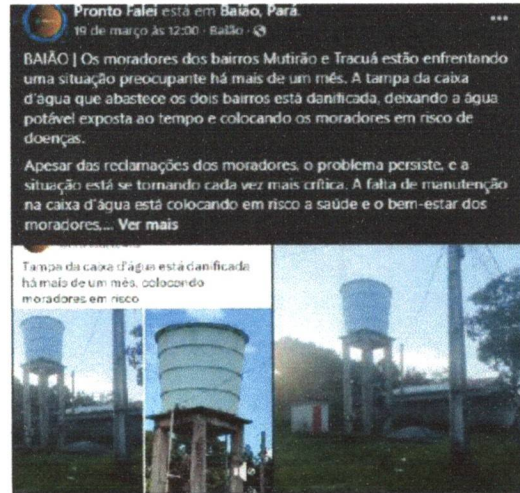 Pronto Falei está em Baião, Pará.
19 de março às 12:00 · Baião ·
BAIÃO | Os moradores dos bairros Mutirão e Tracuá estão enfrentando
uma situação preocupante há mais de um mês. A tampa da caixa
d'água que abastece os dois bairros está danificada, deixando a água
potável exposta ao tempo e colocando os moradores em risco de
doenças.
Apesar das reclamações dos moradores, o problema persiste, e a
situação está se tornando cada vez mais crítica. A falta de manutenção
na caixa d'água está colocando em risco a saúde e o bem-estar dos
moradores.... Ver mais
Tampa da caixa d'água está danificada
há mais de um mês, colocando
moradores em risco